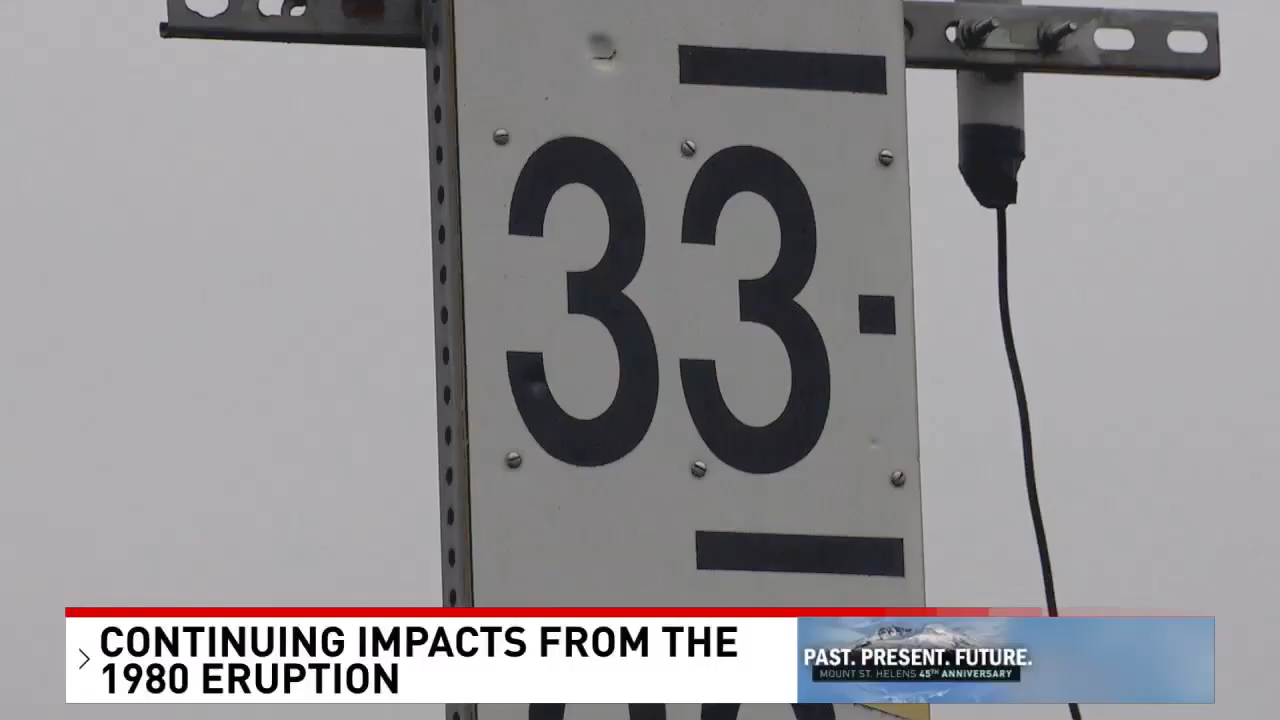 33
CONTINUING IMPACTS FROM THE
1980 ERUPTION
PAST. PRESENT. FUTURE.
MOUNT ST. HELENS 45TH ANNIVERSARY